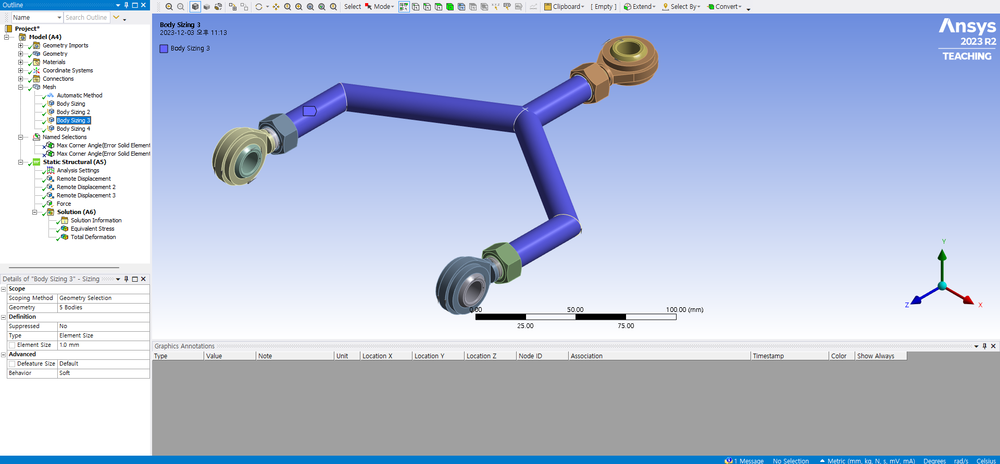 Outline
Name
Search Outline
Project*
Model (A4)
Geometry Imports
Geometry
Materials
Coordinate Systems
Connections
Mesh
Automatic Method
Body Sizing
Body Sizing 2
Body Sizing 3
Body Sizing 4
Named Selections
Max Corner Angle(Error Solid Element
Max Corner Angle(Error Solid Element
Static Structural (A5)
Analysis Settings
Remote Displacement
Remote Displacement 2
Remote Displacement 3
Force
Solution (A6)
Solution Information
Equivalent Stress
Total Deformation
Details of "Body Sizing 3" - Sizing
Scope
Scoping Method Geometry Selection
Geometry 5 Bodies
Definition
Suppressed No
Type Element Size
Element Size 1.0 mm
Advanced
Defeature Size Default
Behavior Soft
Select Mode Clipboard [ Empty ] Extend Select By Convert
Body Sizing 3
2023-12-03 오후 11:13
Body Sizing 3
Ansys
2023 R2
TEACHING
Y
Z
X
0.00 50.00 100.00 (mm)
25.00 75.00
Graphics Annotations
Type Value Note Unit Location X Location Y Location Z Node ID Association Timestamp Color Show Always
1 Message No Selection Metric (mm, kg, N, s, mV, mA) Degrees rad/s Celsius